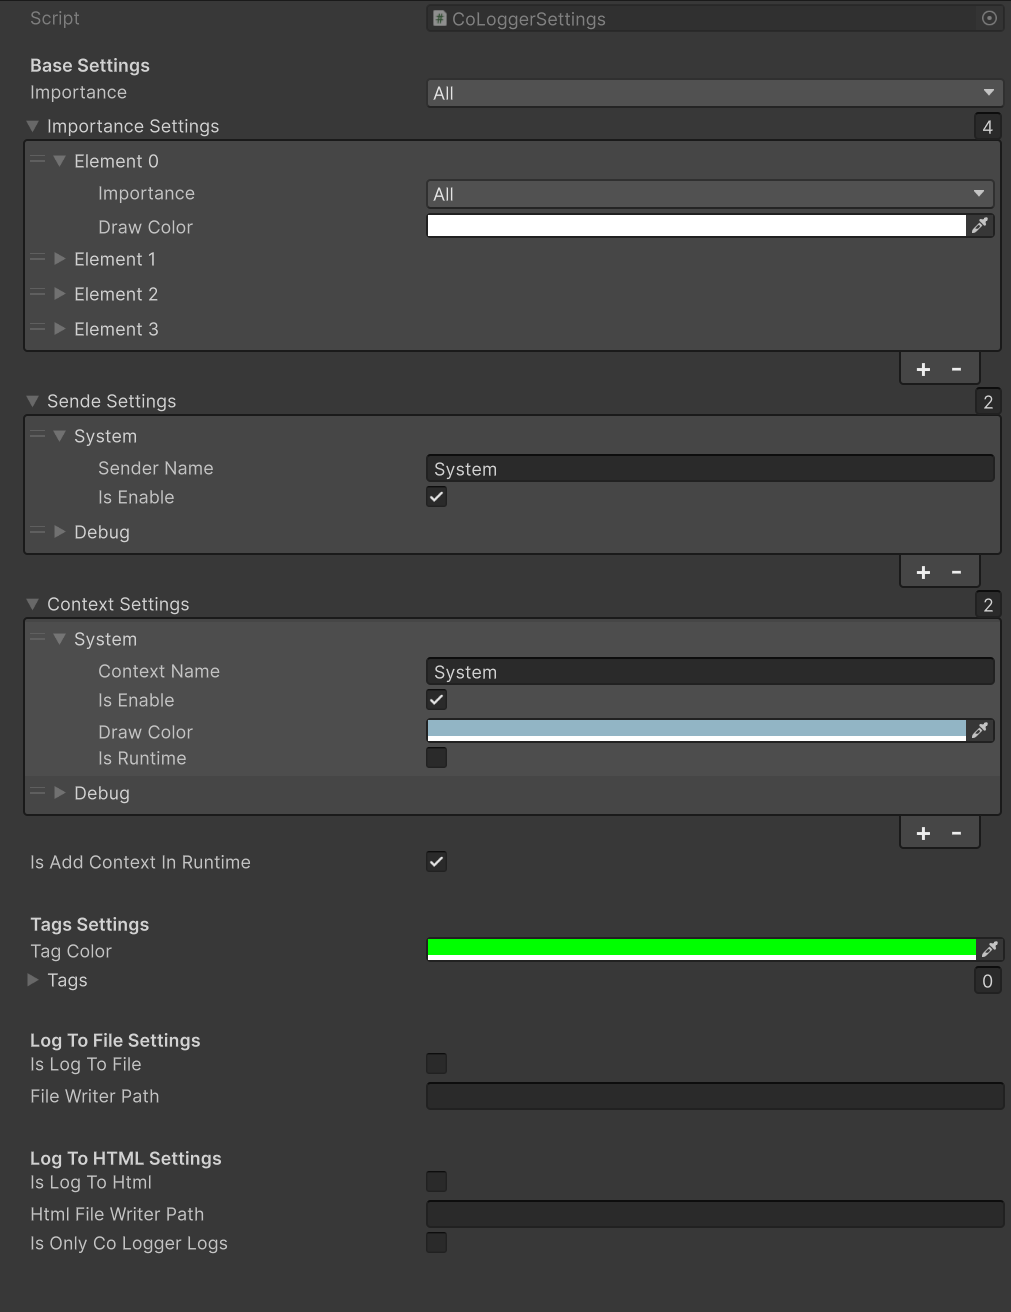 Script
# CoLoggerSettings
Base Settings
Importance All
Importance Settings 4
Element 0
Importance All
Draw Color
Element 1
Element 2
Element 3
+ -
Sende Settings 2
System
Sender Name System
Is Enable
Debug
+ -
Context Settings 2
System
Context Name System
Is Enable
Draw Color
Is Runtime
Debug
+ -
Is Add Context In Runtime
Tags Settings
Tag Color
Tags 0
Log To File Settings
Is Log To File
File Writer Path
Log To HTML Settings
Is Log To Html
Html File Writer Path
Is Only Co Logger Logs